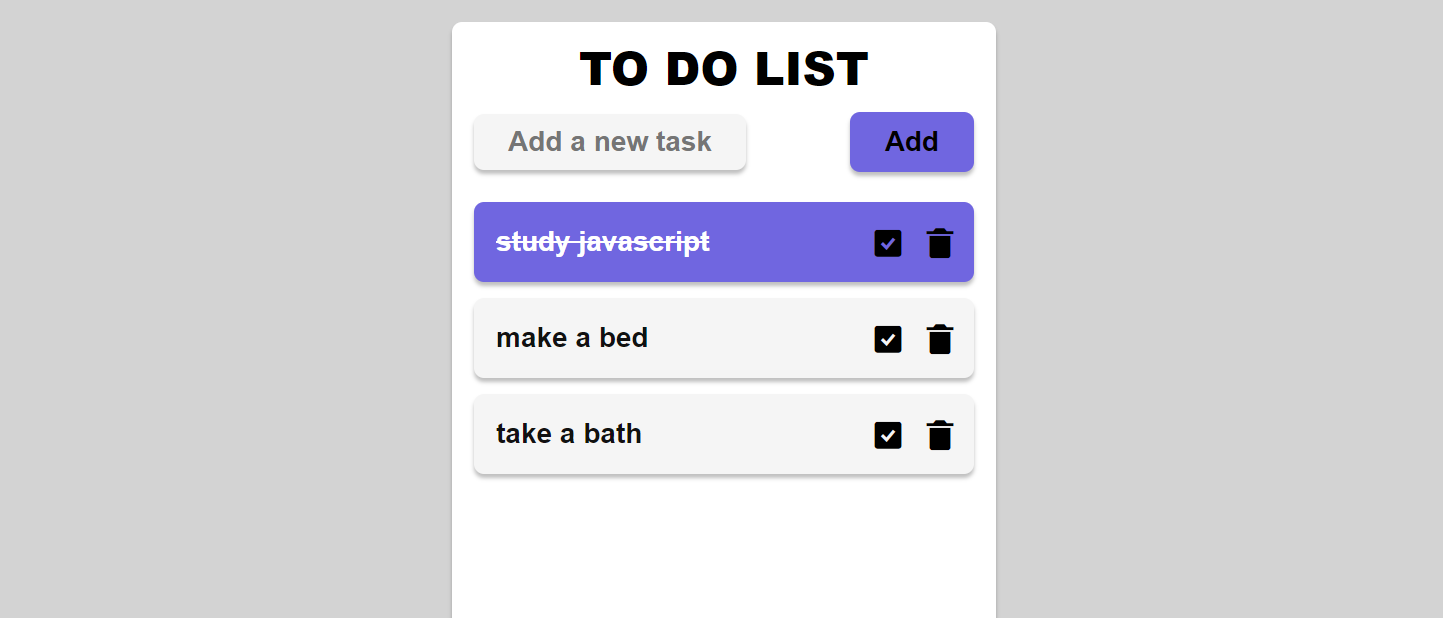 TO DO LIST
Add a new task
Add
study javascript
make a bed
take a bath